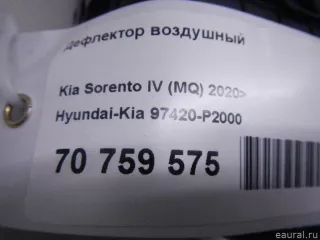 Дефлектор воздушный
Kia Sorento IV (MQ) 2020>
Hyundai-Kia 97420-P2000
70 759 575
eaural.ru